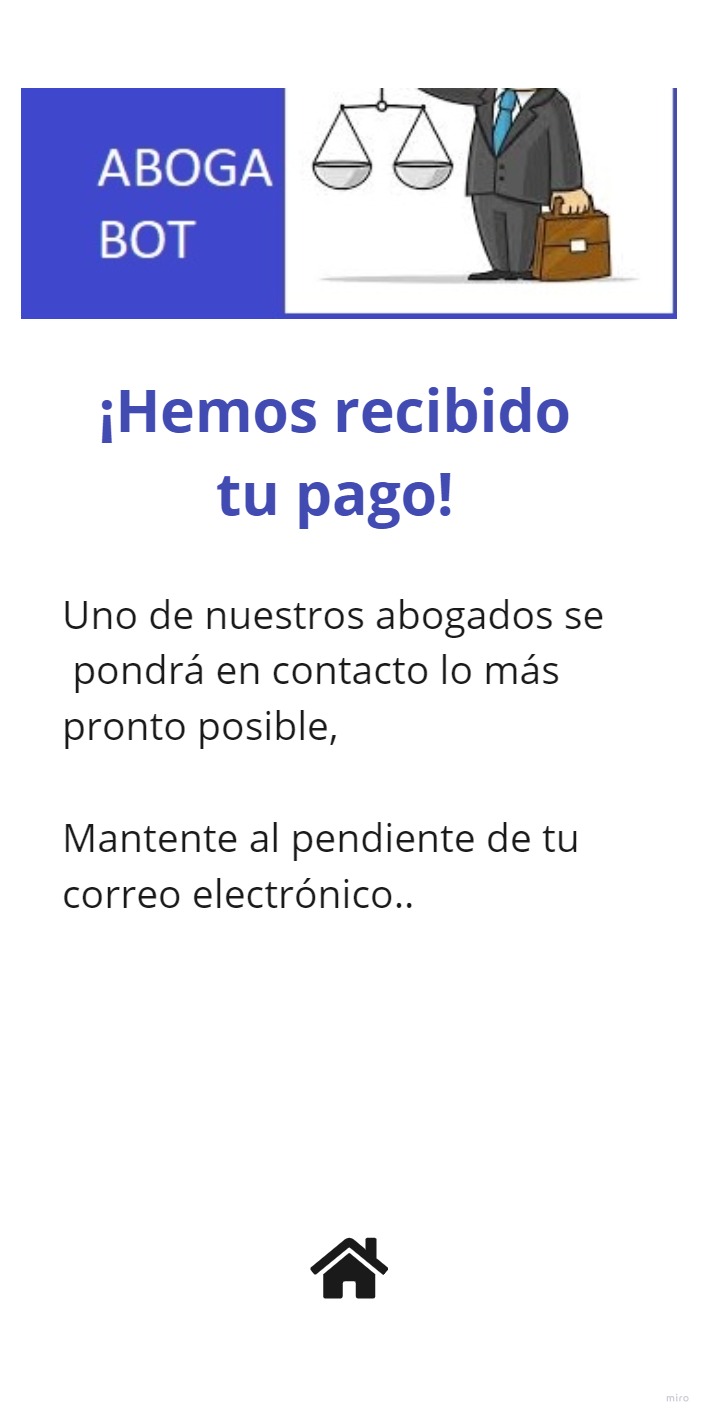 ABOGA
BOT
¡Hemos recibido
tu pago!
Uno de nuestros abogados se
pondrá en contacto lo más
pronto posible,
Mantente al pendiente de tu
correo electrónico..
miro